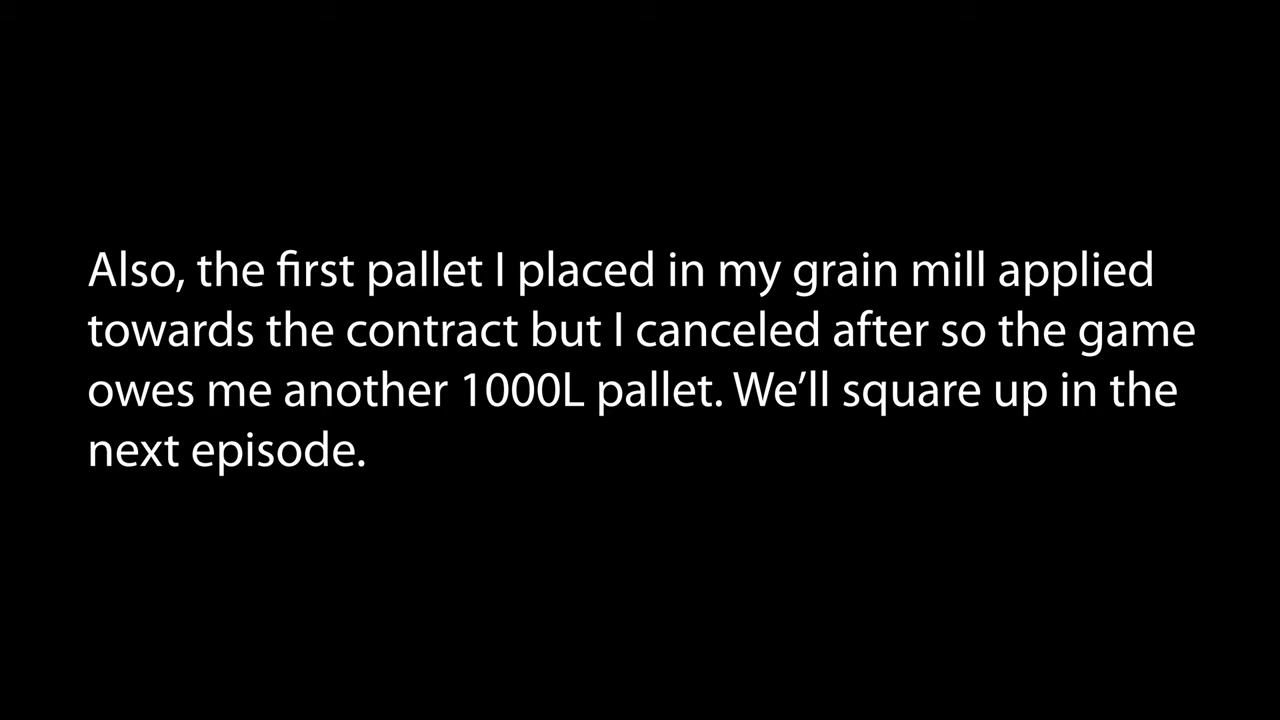 Also, the first pallet I placed in my grain mill applied
towards the contract but I canceled after so the game
owes me another 1000L pallet. We’ll square up in the
next episode.